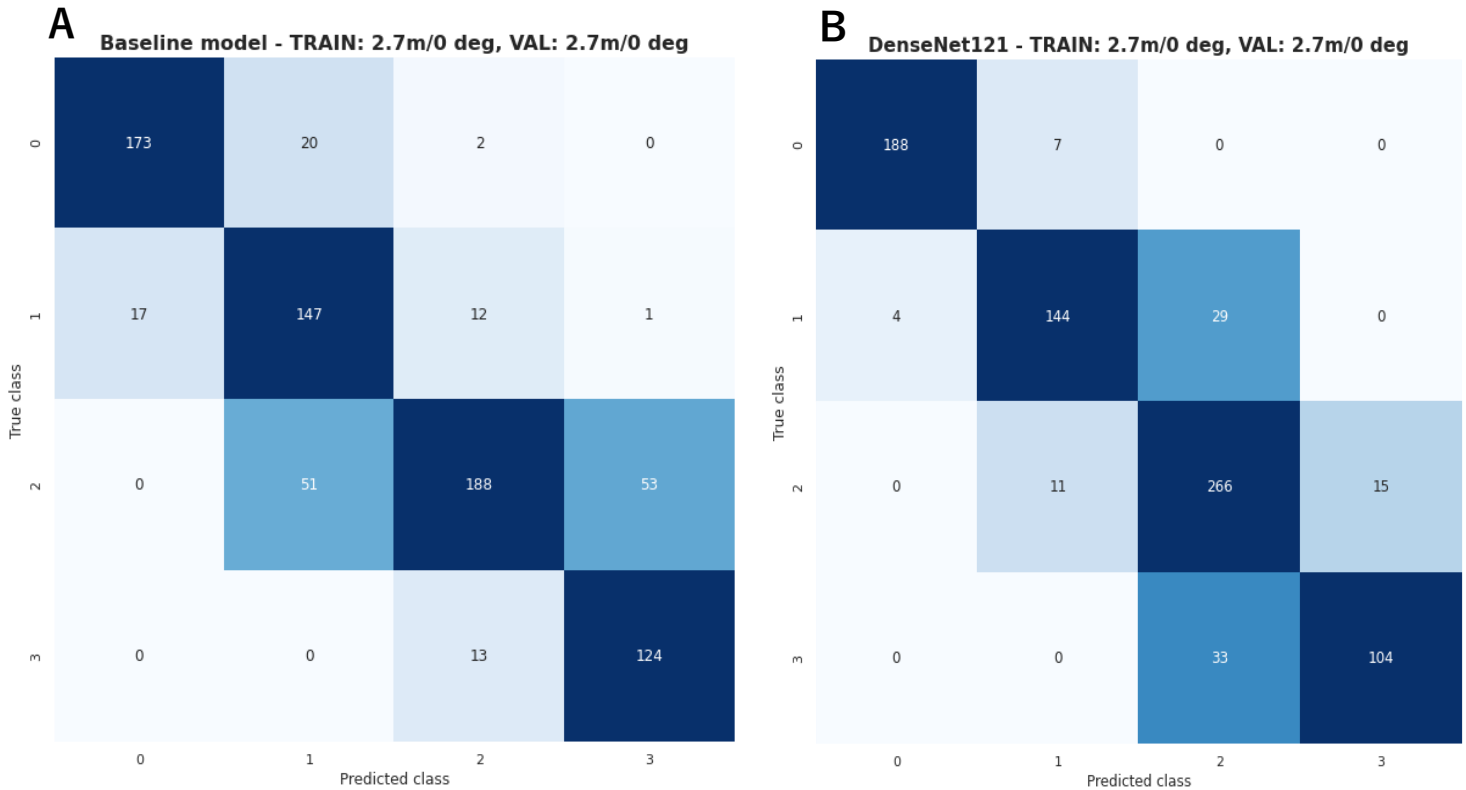 A
Baseline model - TRAIN: 2.7m/0 deg, VAL: 2.7m/0 deg
True class
0
173 20 2 0
1
17 147 12 1
2
0 51 188 53
3
0 0 13 124
0 1 2 3
Predicted class
B
DenseNet121 - TRAIN: 2.7m/0 deg, VAL: 2.7m/0 deg
True class
0
188 7 0 0
1
4 144 29 0
2
0 11 266 15
3
0 0 33 104
0 1 2 3
Predicted class